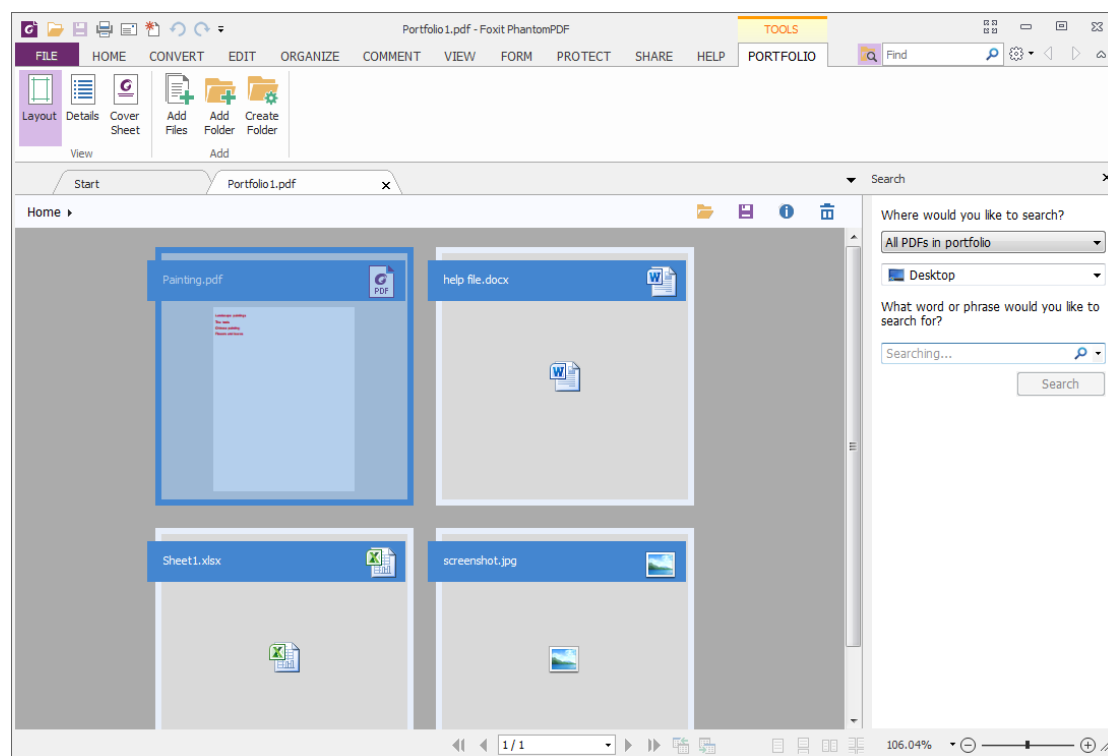 Portfolio1.pdf - Foxit PhantomPDF
TOOLS
FILE HOME CONVERT EDIT ORGANIZE COMMENT VIEW FORM PROTECT SHARE HELP PORTFOLIO
Find
Layout Details Cover Sheet Add Files Add Folder Create Folder
View Add
Start Portfolio1.pdf
Search
Home
Where would you like to search?
All PDFs in portfolio
Desktop
What word or phrase would you like to
search for?
Searching...
Search
Painting.pdf PDF help file.docx
Sheet1.xlsx screenshot.jpg
1 / 1 106.04%